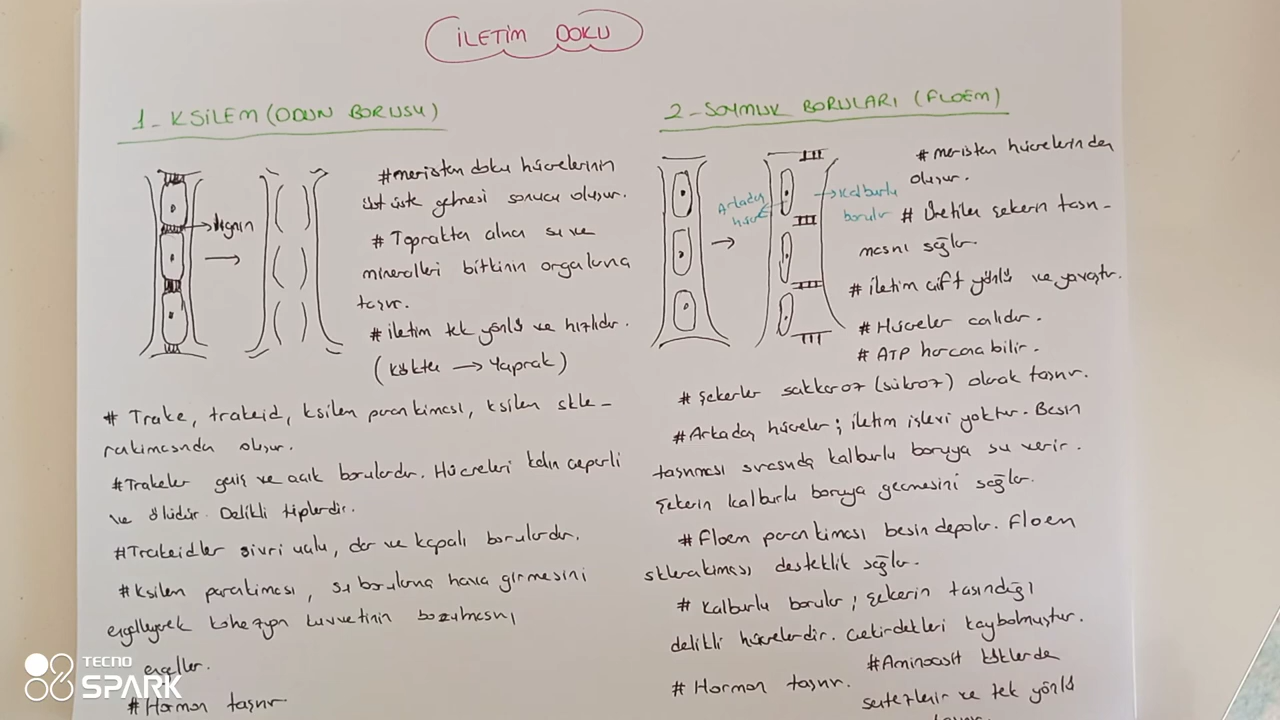 İLETİM DOKU
1- KSİLEM (ODUN BORUSU)
#meristem doku hücrelerinin
üst üste gelmesi sonucu oluşur.
# Topraktan alınan su ve
mineralleri bitkinin organlarına
taşır.
# iletim tek yönlü ve hızlıdır.
(Kökten → Yaprak)
lignin
# Trake, trakeid, ksilem parankiması, ksilem skle-
rankimasından oluşur.
#Trakeler geniş ve açık borulardır. Hücreleri kalın çeperli
ve ölüdür. Delikli tiplerdir.
#Trakeidler sivri uçlu, dar ve kapalı borulardır.
#Ksilem parankiması, su borularına hava girmesini
engelleyerek kohezyon kuvvetinin bozulmasını
engeller.
#Hormon taşınır
2- SOYMUK BORULARI (FLOEM)
# meristem hücrelerinden
oluşur.
Arkadaş
hücre
→ Kalburlu
borular
# Üretilen şekerin taşın-
masını sağlar.
# iletim çift yönlü ve yavaştır.
# Hücreler canlıdır.
# ATP harcanabilir.
# Şekerler sakkaroz (sükroz) olarak taşınır.
#Arkadaş hücreler; iletim işlevi yoktur. Besin
taşınması sırasında kalburlu boruya su verir.
Şekerin kalburlu boruya geçmesini sağlar.
# Floem parankiması besin depolar. Floem
sklerankiması desteklik sağlar.
# Kalburlu borular; şekerin taşındığı
delikli hücrelerdir. Çekirdekleri kaybolmuştur.
# Hormon taşınır.
#Aminoasit köklerde
sentezlenir ve tek yönlü
TECNO
SPARK